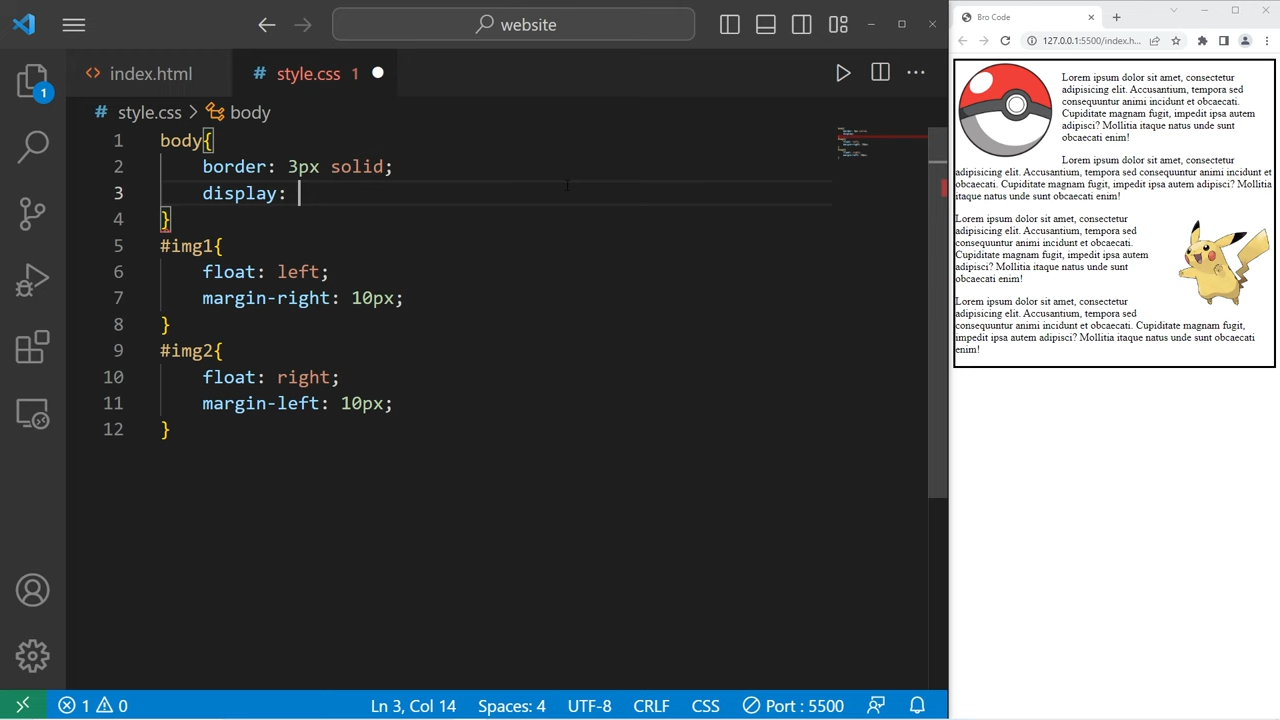 website
index.html
# style.css 1
# style.css > body
1 body{
2 border: 3px solid;
3 display:
4 }
5 #img1{
6 float: left;
7 margin-right: 10px;
8 }
9 #img2{
10 float: right;
11 margin-left: 10px;
12 }
1
1 0
Ln 3, Col 14
Spaces: 4
UTF-8
CRLF
CSS
Port : 5500
Bro Code
127.0.0.1:5500/index.h...
Lorem ipsum dolor sit amet, consectetur
adipisicing elit. Accusantium, tempora sed
consequuntur animi incidunt et obcaecati.
Cupiditate magnam fugit, impedit ipsa autem
adipisci? Mollitia itaque natus unde sunt
obcaecati enim!
Lorem ipsum dolor sit amet, consectetur
adipisicing elit. Accusantium, tempora sed consequuntur animi incidunt et
obcaecati. Cupiditate magnam fugit, impedit ipsa autem adipisci? Mollitia
itaque natus unde sunt obcaecati enim!
Lorem ipsum dolor sit amet, consectetur
adipisicing elit. Accusantium, tempora sed
consequuntur animi incidunt et obcaecati.
Cupiditate magnam fugit, impedit ipsa autem
adipisci? Mollitia itaque natus unde sunt
obcaecati enim!
Lorem ipsum dolor sit amet, consectetur
adipisicing elit. Accusantium, tempora sed
consequuntur animi incidunt et obcaecati. Cupiditate magnam fugit,
impedit ipsa autem adipisci? Mollitia itaque natus unde sunt obcaecati
enim!